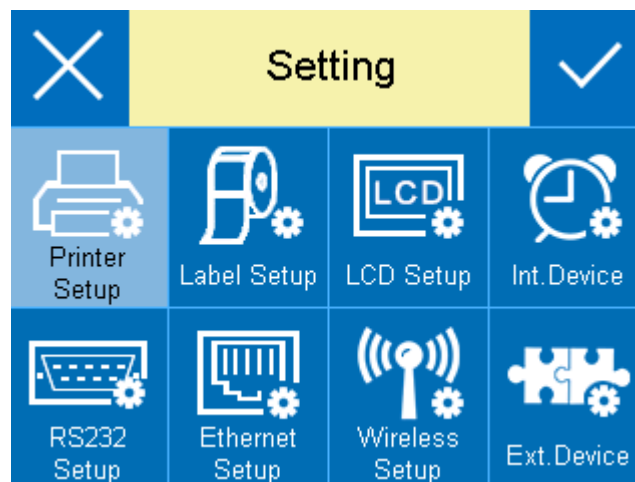 Setting
LCD
Printer
Setup
Label Setup
LCD Setup
Int.Device
RS232
Setup
Ethernet
Setup
Wireless
Setup
Ext.Device